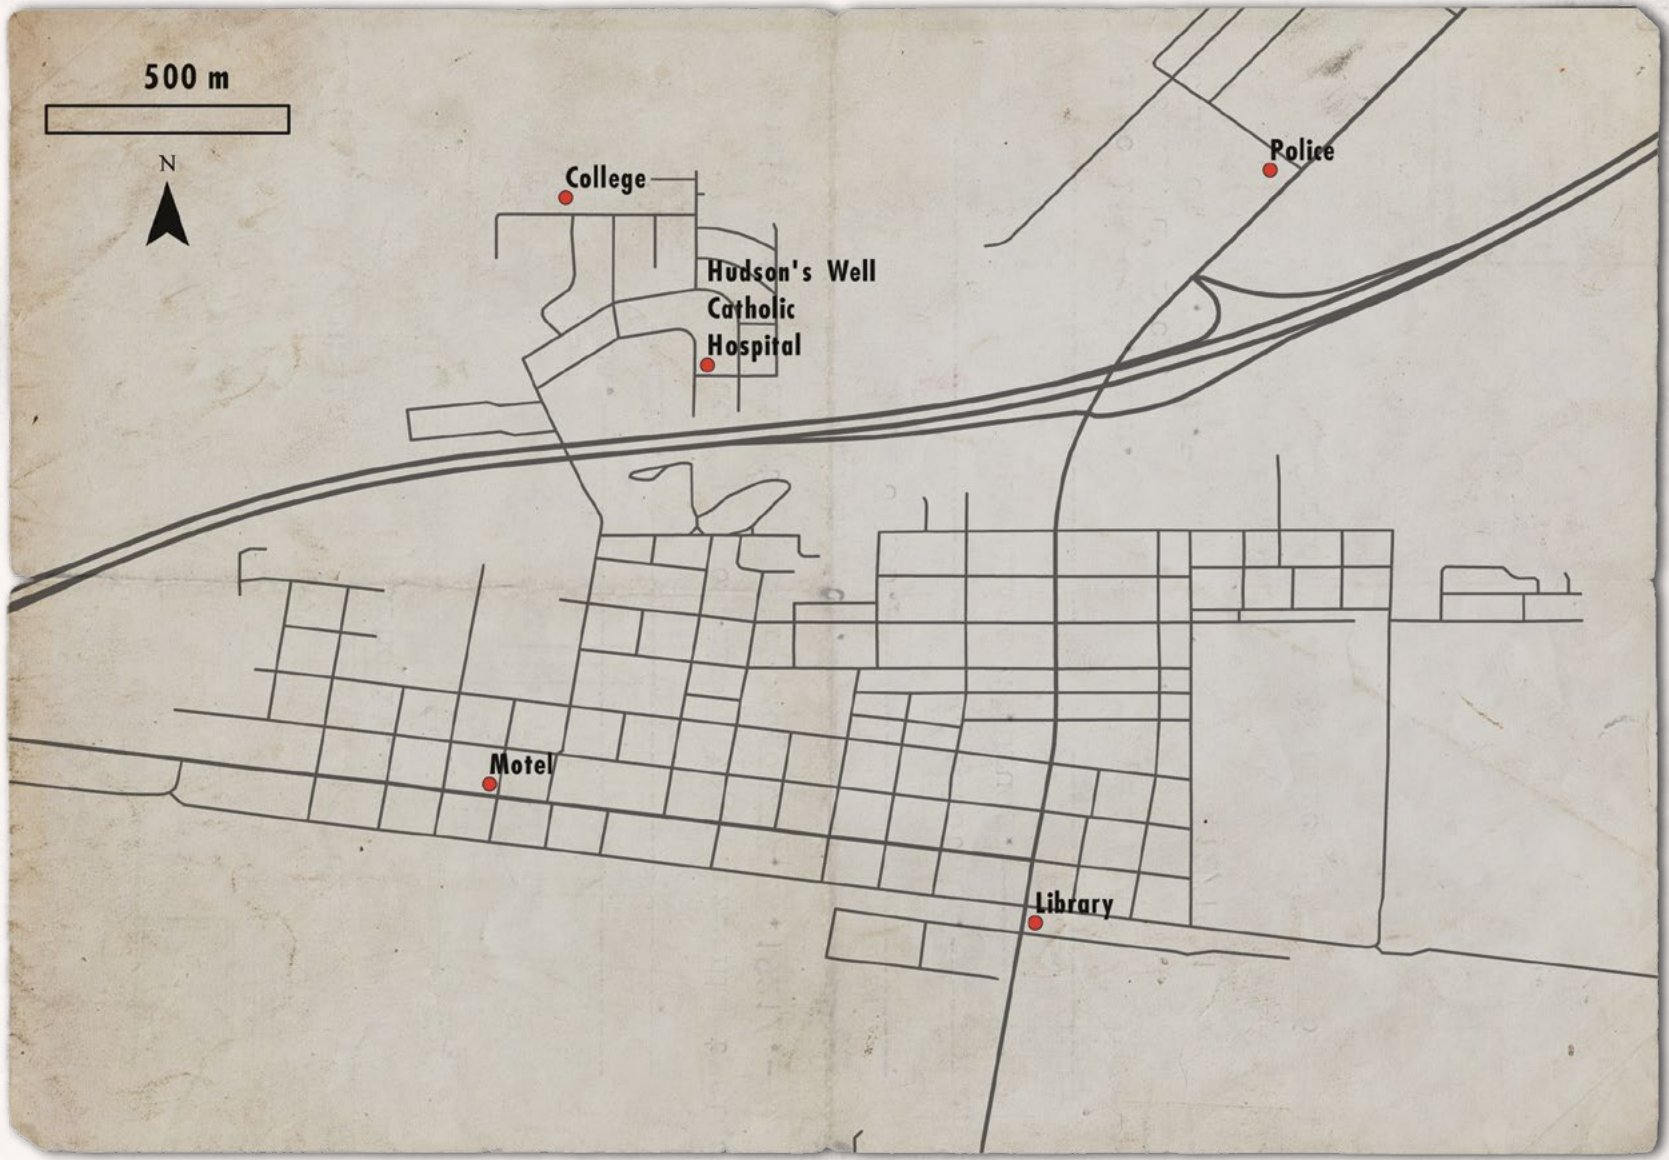 500 m
N
College
Police
Hudson's Well
Catholic
Hospital
Motel
Library